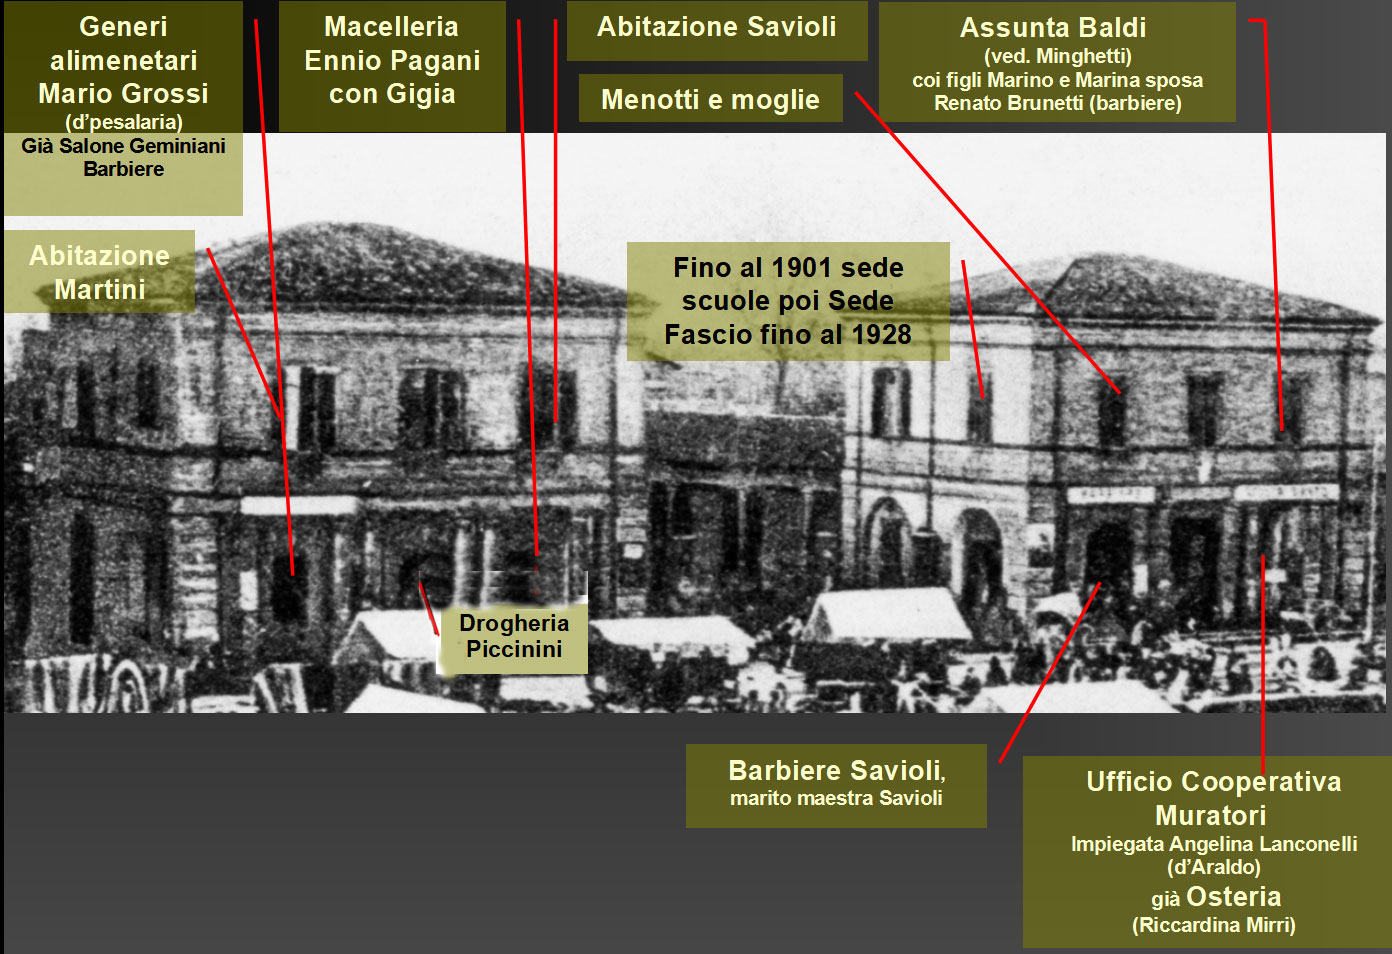 Generi
alimenetari
Mario Grossi
(d’pesalaria)
Già Salone Geminiani
Barbiere
Macelleria
Ennio Pagani
con Gigia
Abitazione Savioli
Menotti e moglie
Assunta Baldi
(ved. Minghetti)
coi figli Marino e Marina sposa
Renato Brunetti (barbiere)
Abitazione
Martini
Fino al 1901 sede
scuole poi Sede
Fascio fino al 1928
Drogheria
Piccinini
Barbiere Savioli,
marito maestra Savioli
Ufficio Cooperativa
Muratori
Impiegata Angelina Lanconelli
(d’Araldo)
già Osteria
(Riccardina Mirri)